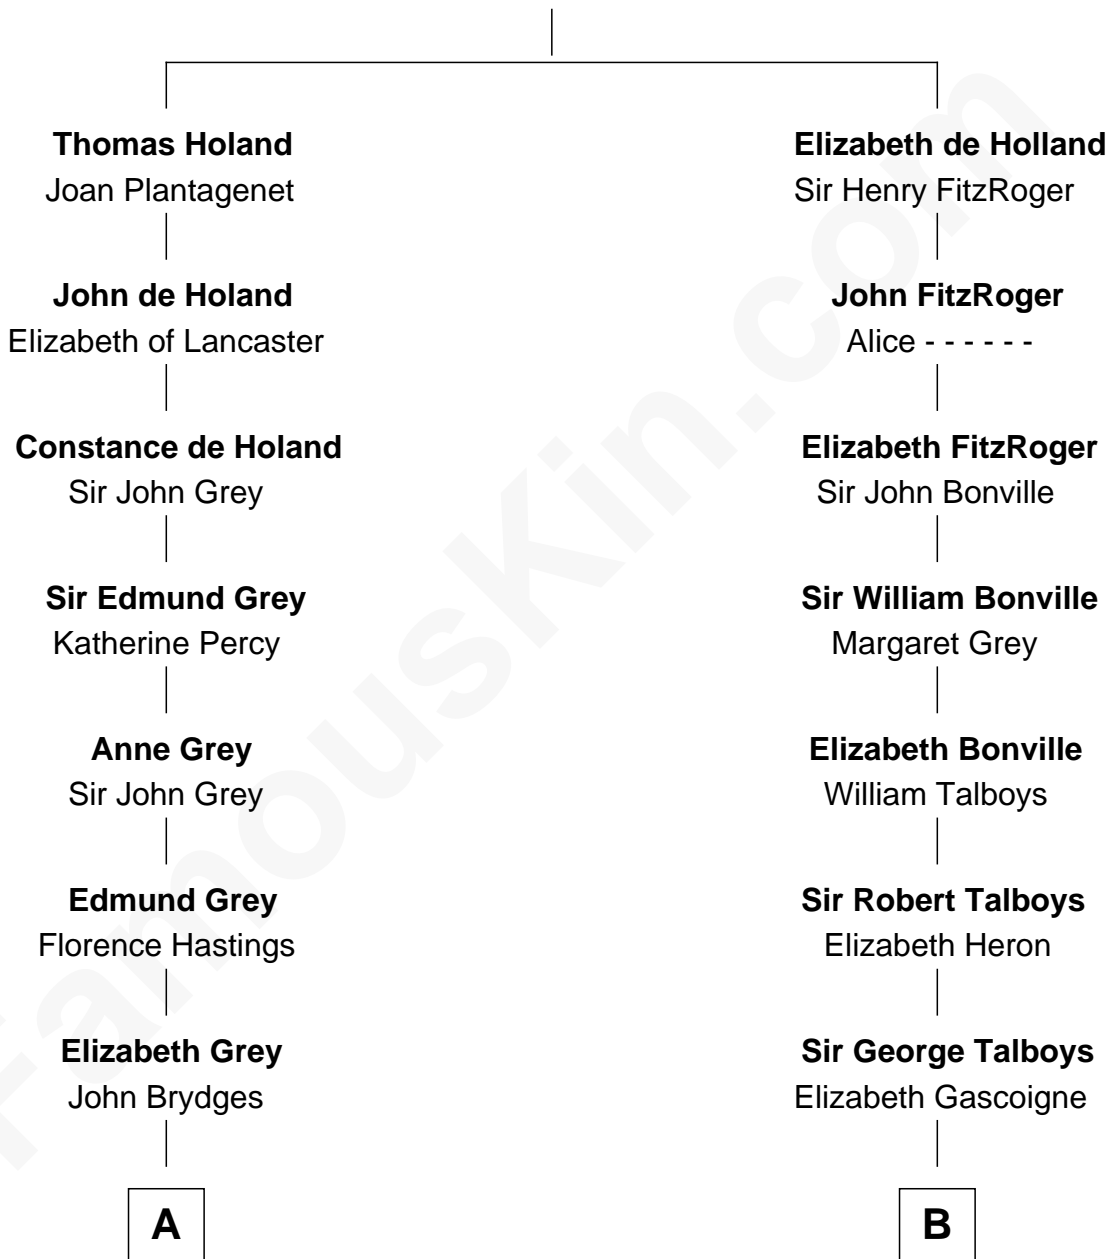 Thomas Holand
Joan Plantagenet
John de Holand
Elizabeth of Lancaster
Constance de Holand
Sir John Grey
Sir Edmund Grey
Katherine Percy
Anne Grey
Sir John Grey
Edmund Grey
Florence Hastings
Elizabeth Grey
John Brydges
A
Elizabeth de Holland
Sir Henry FitzRoger
John FitzRoger
Alice - - - - - -
Elizabeth FitzRoger
Sir John Bonville
Sir William Bonville
Margaret Grey
Elizabeth Bonville
William Talboys
Sir Robert Talboys
Elizabeth Heron
Sir George Talboys
Elizabeth Gascoigne
B
FamousKin.com